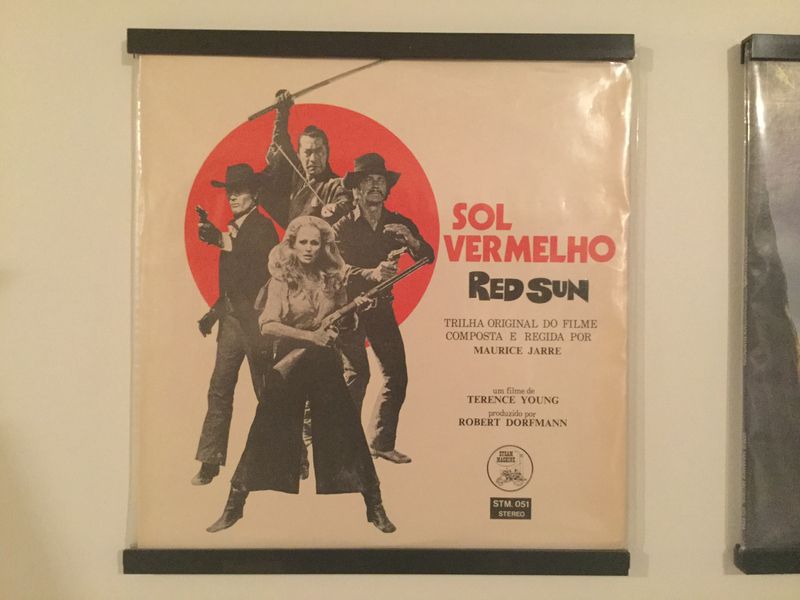 SOL
VERMELHO
RED SUN
TRILHA ORIGINAL DO FILME
COMPOSTA E REGIDA POR
MAURICE JARRE
um filme de
TERENCE YOUNG
produzido por
ROBERT DORFMANN
STEAM
MACHINE
STM. 051
STEREO